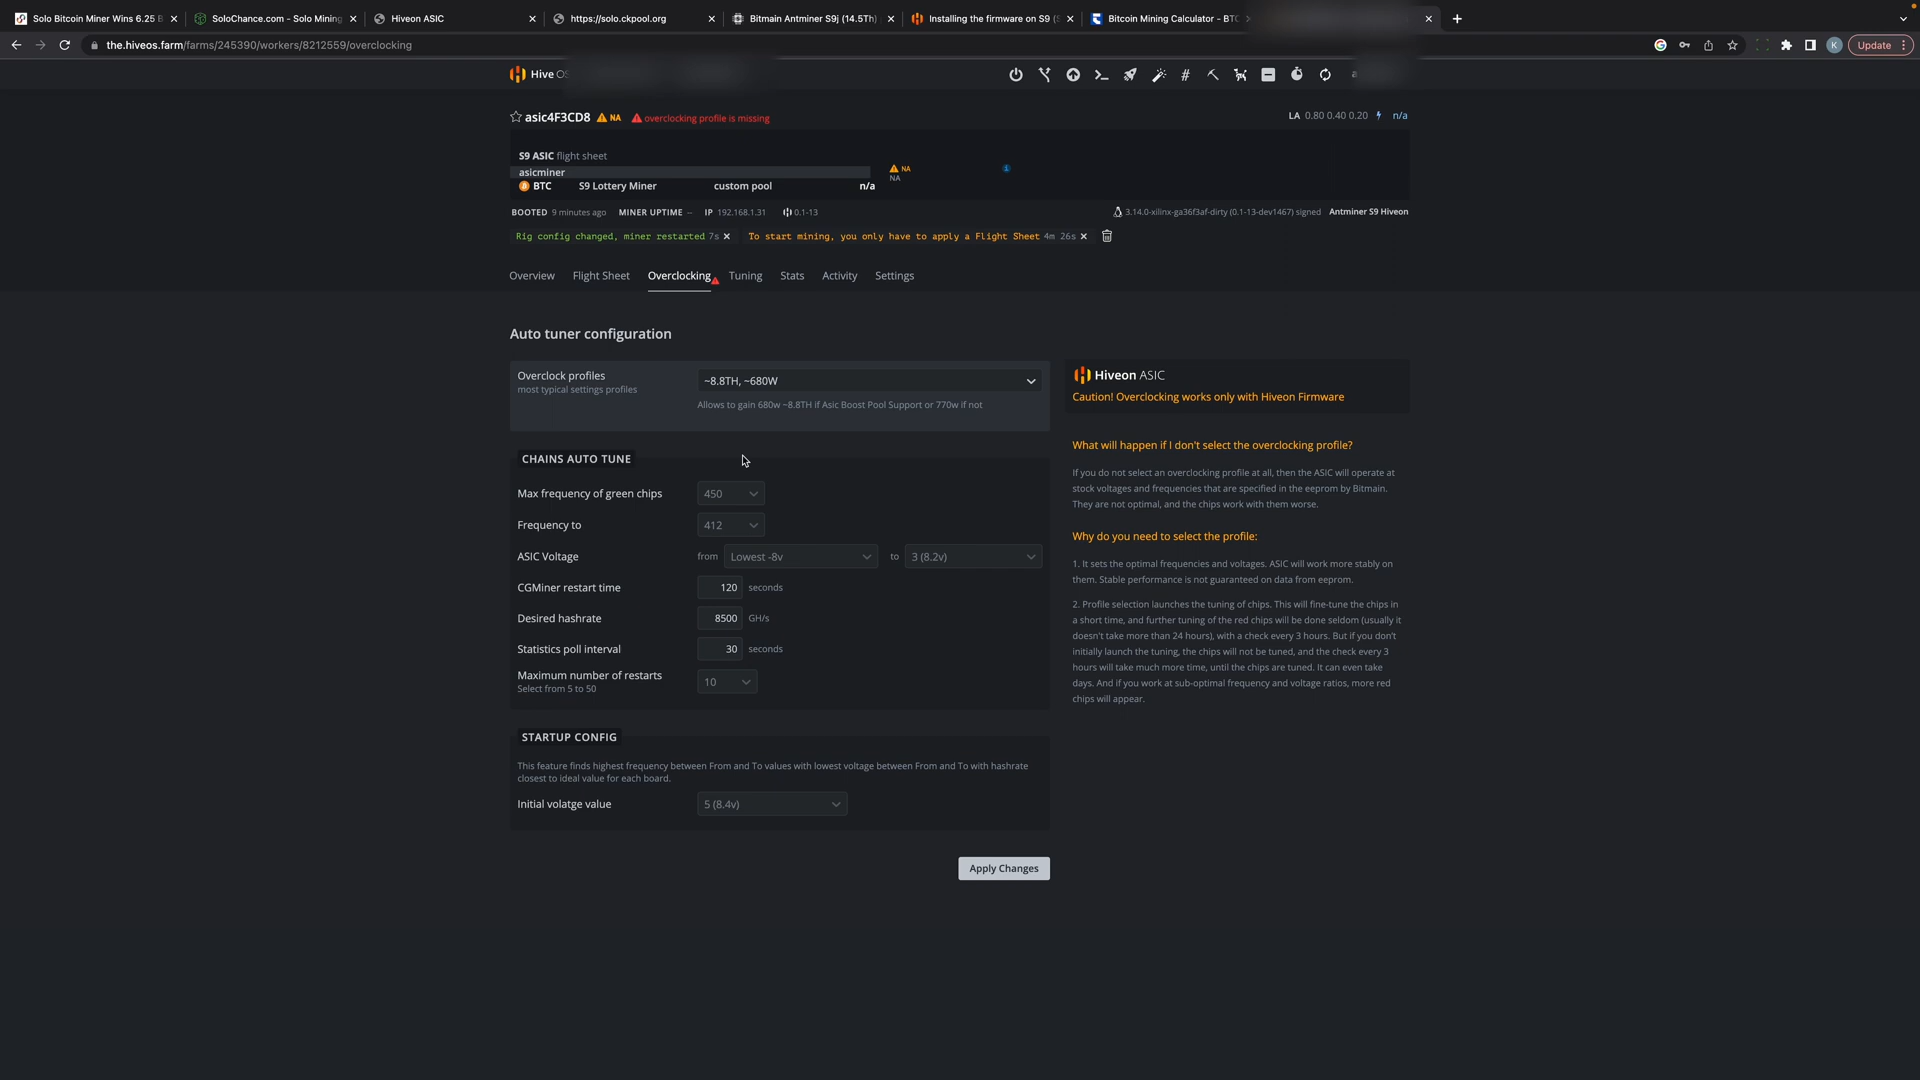 Solo Bitcoin Miner Wins 6.25 B
SoloChance.com - Solo Mining
Hiveon ASIC
https://solo.ckpool.org
Bitmain Antminer S9j (14.5Th)
Installing the firmware on S9 (S
Bitcoin Mining Calculator - BTC
the.hiveos.farm/farms/245390/workers/8212559/overclocking
K
Update
Hive OS
asic4F3CD8 NA overclocking profile is missing
LA 0.80 0.40 0.20 n/a
S9 ASIC flight sheet
asicminer
NA
NA
BTC S9 Lottery Miner custom pool n/a
BOOTED 9 minutes ago MINER UPTIME – IP 192.168.1.31 0.1-13
3.14.0-xilinx-ga36f3af-dirty (0.1-13-dev1467) signed Antminer S9 Hiveon
Rig config changed, miner restarted 7s To start mining, you only have to apply a Flight Sheet 4m 26s
Overview Flight Sheet Overclocking Tuning Stats Activity Settings
Auto tuner configuration
Overclock profiles
most typical settings profiles
~8.8TH, ~680W
Allows to gain 680w ~8.8TH if Asic Boost Pool Support or 770w if not
CHAINS AUTO TUNE
Max frequency of green chips 450
Frequency to 412
ASIC Voltage from Lowest -8v to 3 (8.2v)
CGMiner restart time 120 seconds
Desired hashrate 8500 GH/s
Statistics poll interval 30 seconds
Maximum number of restarts 10
Select from 5 to 50
STARTUP CONFIG
This feature finds highest frequency between From and To values with lowest voltage between From and To with hashrate
closest to ideal value for each board.
Initial volatge value 5 (8.4v)
Apply Changes
Hiveon ASIC
Caution! Overclocking works only with Hiveon Firmware
What will happen if I don't select the overclocking profile?
If you do not select an overclocking profile at all, then the ASIC will operate at
stock voltages and frequencies that are specified in the eeprom by Bitmain.
They are not optimal, and the chips work with them worse.
Why do you need to select the profile:
1. It sets the optimal frequencies and voltages. ASIC will work more stably on
them. Stable performance is not guaranteed on data from eeprom.
2. Profile selection launches the tuning of chips. This will fine-tune the chips in
a short time, and further tuning of the red chips will be done seldom (usually it
doesn't take more than 24 hours), with a check every 3 hours. But if you don't
initially launch the tuning, the chips will not be tuned, and the check every 3
hours will take much more time, until the chips are tuned. It can even take
days. And if you work at sub-optimal frequency and voltage ratios, more red
chips will appear.